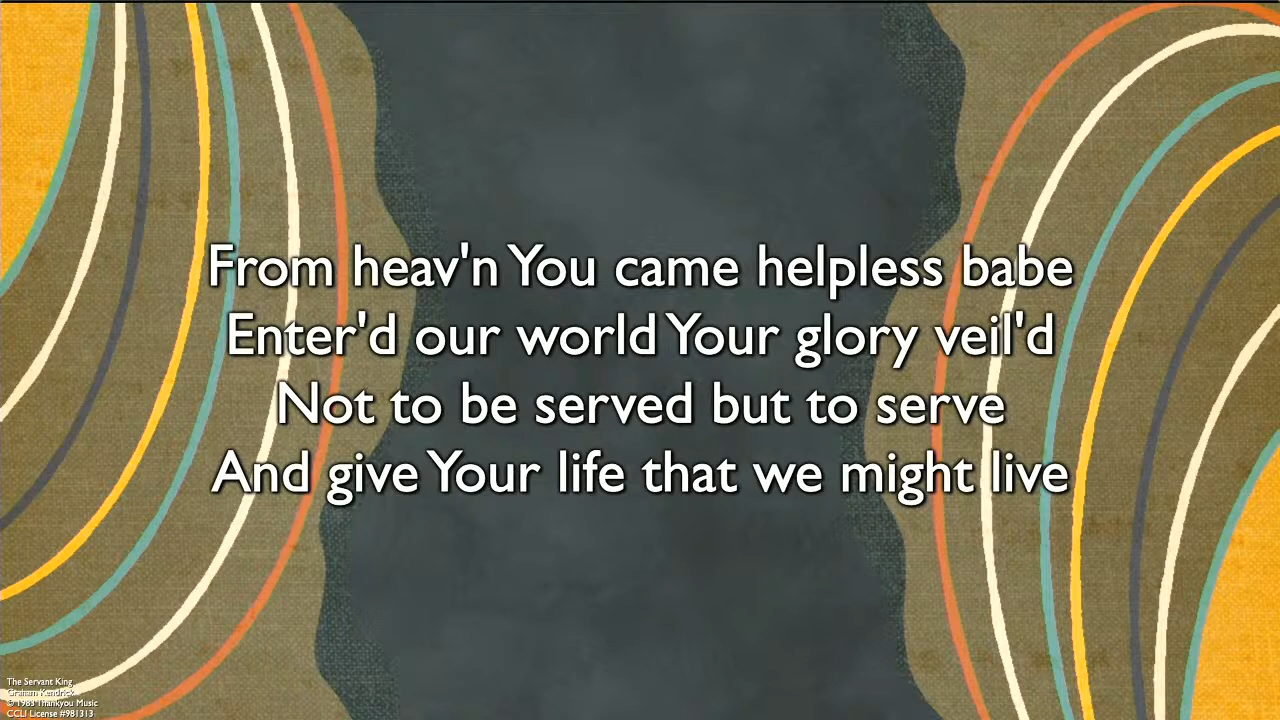 From heav'n You came helpless babe
Enter'd our world Your glory veil'd
Not to be served but to serve
And give Your life that we might live
The Servant King
Graham Kendrick
© 1983 Thankyou Music
CCLI License #981313